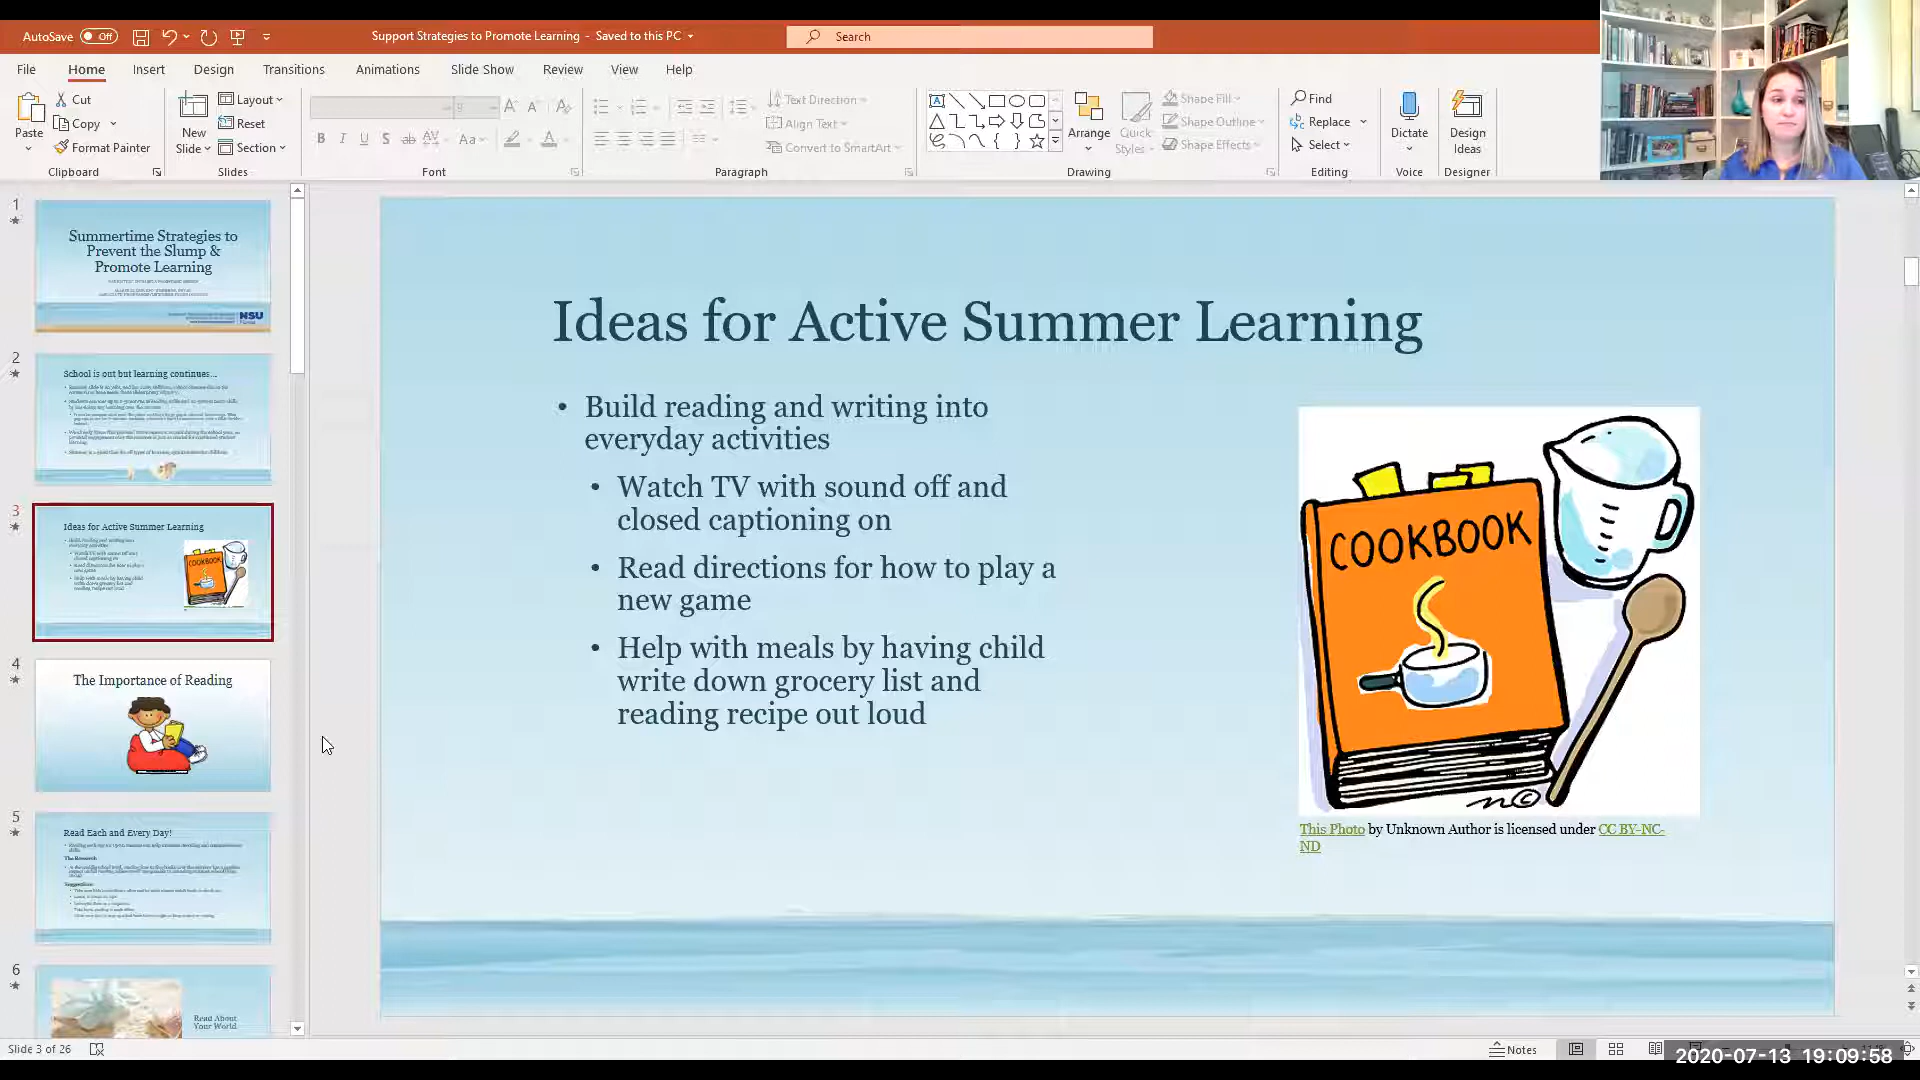 AutoSave Off
Support Strategies to Promote Learning - Saved to this PC
Search
File Home Insert Design Transitions Animations Slide Show Review View Help
Paste
Cut
Copy
Format Painter
Clipboard
New
Slide
Layout
Reset
Section
Slides
Font
Text Direction
Align Text
Convert to SmartArt
Paragraph
Arrange
Quick
Styles
Shape Fill
Shape Outline
Shape Effects
Drawing
Find
Replace
Select
Editing
Dictate
Voice
Design
Ideas
Designer
1
Summertime Strategies to
Prevent the Slump &
Promote Learning
NSU
2
School is out but learning continues...
3
Ideas for Active Summer Learning
COOKBOOK
4
The Importance of Reading
5
Read Each and Every Day!
6
Read About
Your World
Ideas for Active Summer Learning
• Build reading and writing into
everyday activities
• Watch TV with sound off and
closed captioning on
• Read directions for how to play a
new game
• Help with meals by having child
write down grocery list and
reading recipe out loud
COOKBOOK
This Photo by Unknown Author is licensed under CC BY-NC-
ND
Slide 3 of 26
Notes
2020-07-13 19:09:58